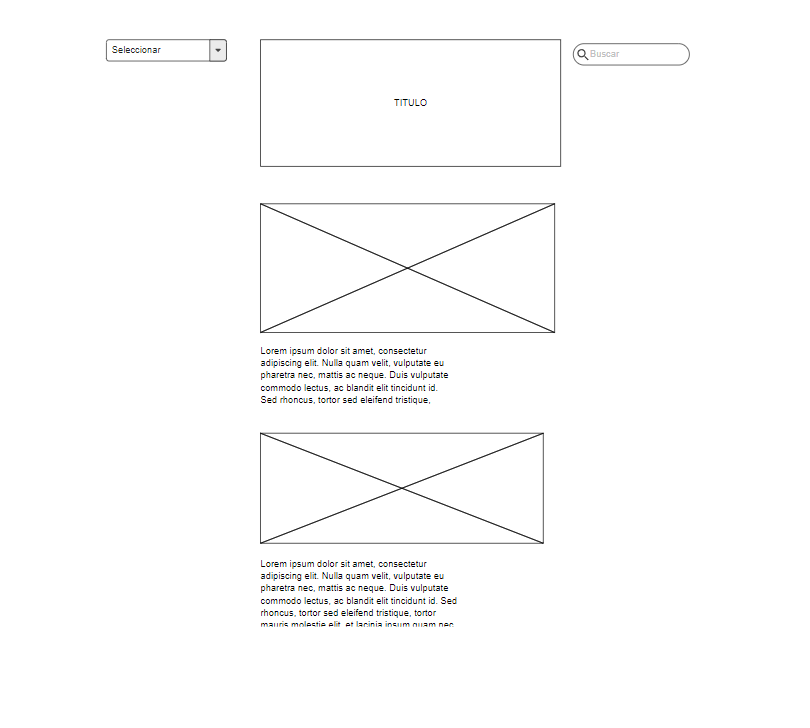 Seleccionar
TITULO
Buscar
Lorem ipsum dolor sit amet, consectetur
adipiscing elit. Nulla quam velit, vulputate eu
pharetra nec, mattis ac neque. Duis vulputate
commodo lectus, ac blandit elit tincidunt id.
Sed rhoncus, tortor sed eleifend tristique,
Lorem ipsum dolor sit amet, consectetur
adipiscing elit. Nulla quam velit, vulputate eu
pharetra nec, mattis ac neque. Duis vulputate
commodo lectus, ac blandit elit tincidunt id. Sed
rhoncus, tortor sed eleifend tristique, tortor
mauris molestie elit, et lacinia ipsum quam nec